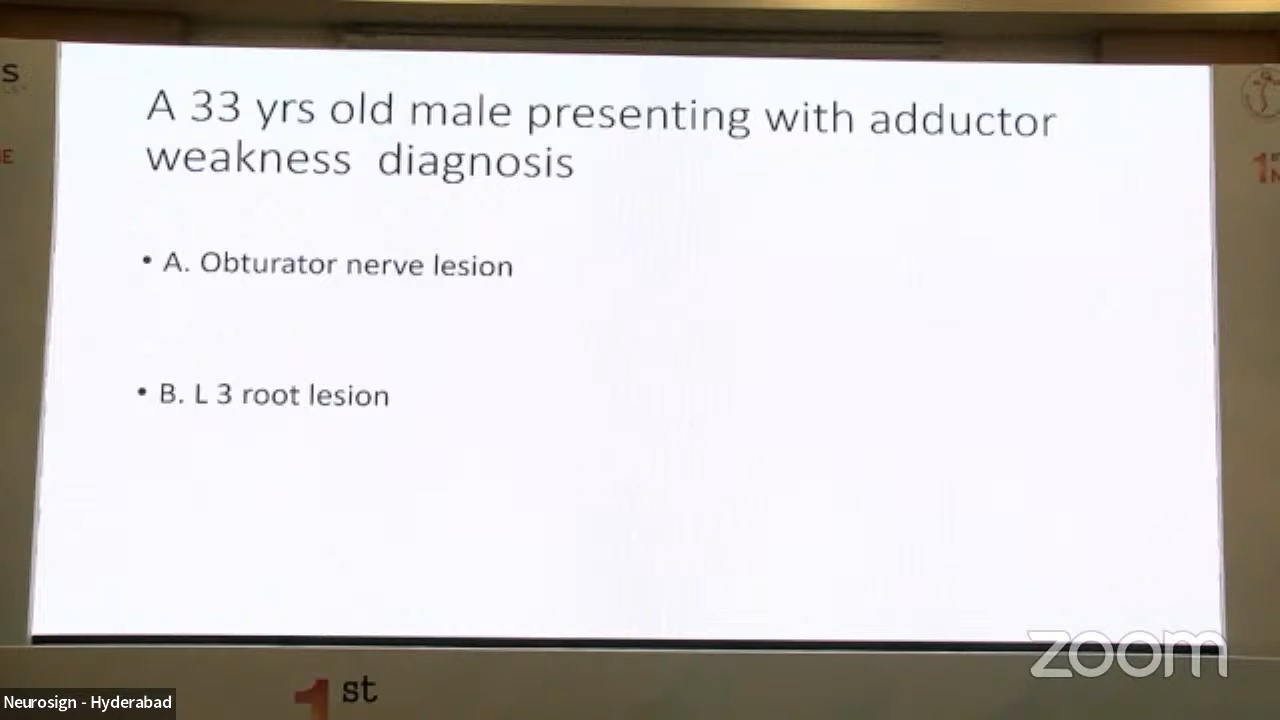 S
A 33 yrs old male presenting with adductor
weakness  diagnosis
E
• A. Obturator nerve lesion
• B. L 3 root lesion
zoom
1st
Neurosign - Hyderabad